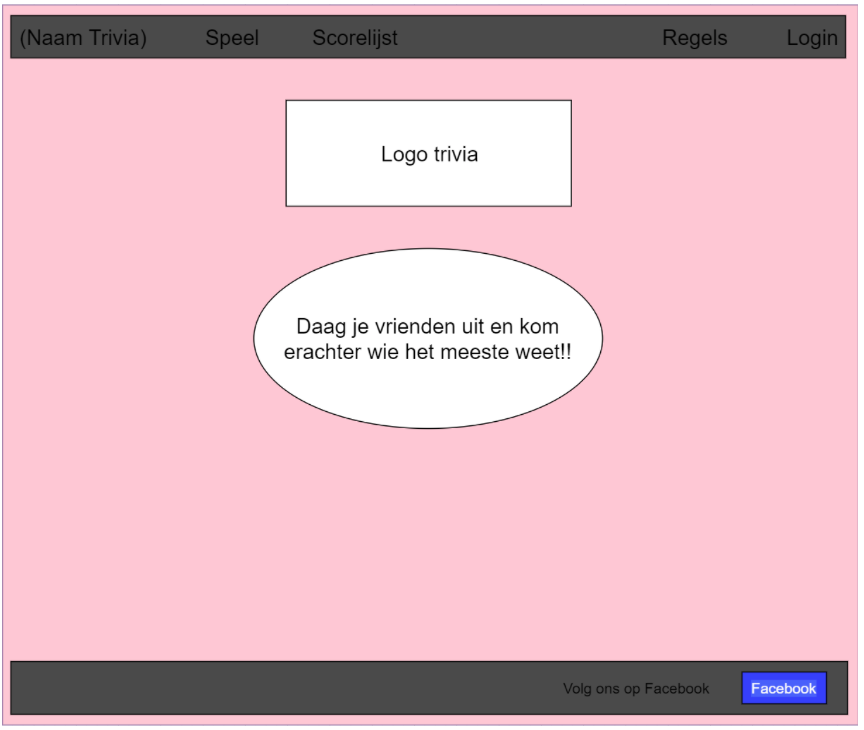 (Naam Trivia) Speel Scorelijst Regels Login
Logo trivia
Daag je vrienden uit en kom
erachter wie het meeste weet!!
Volg ons op Facebook Facebook